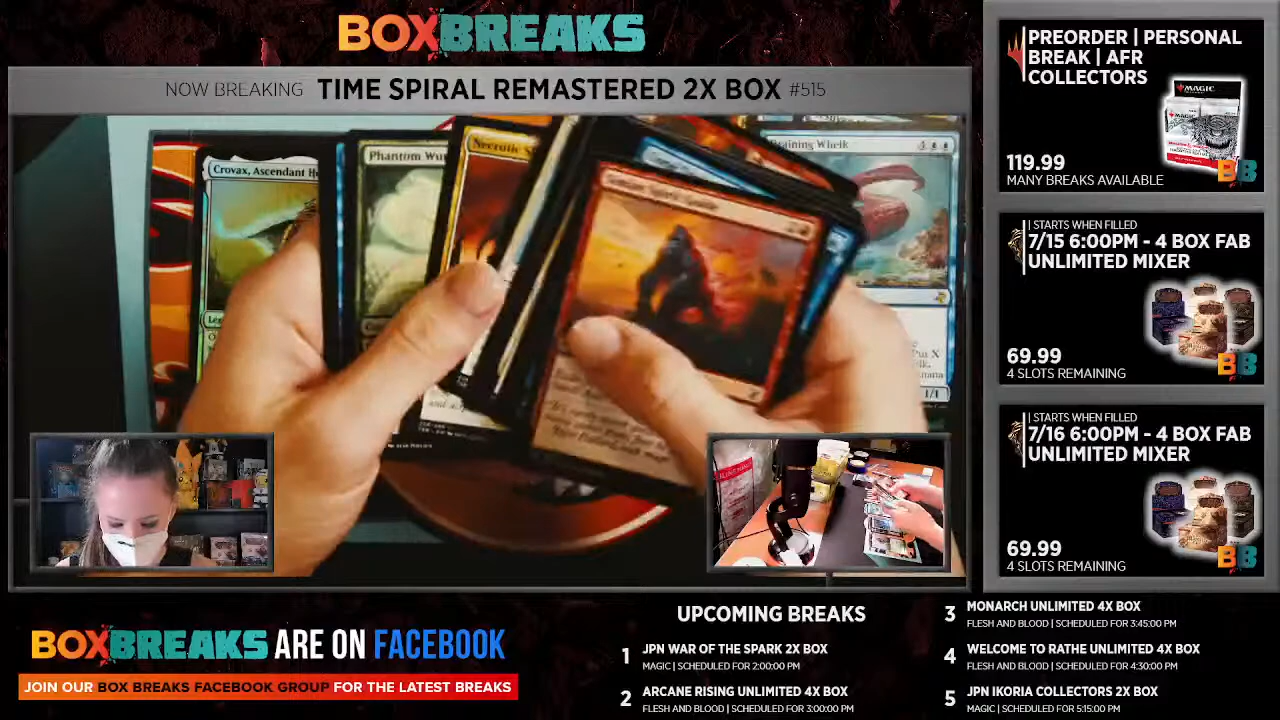 BOXBREAKS
NOW BREAKING TIME SPIRAL REMASTERED 2X BOX #515
Crovax, Ascendant
Phantom
Necrotic
Draining Whelk
1/1
PREORDER | PERSONAL
BREAK | AFR
COLLECTORS
MAGIC
119.99
MANY BREAKS AVAILABLE
BB
| STARTS WHEN FILLED
7/15 6:00PM - 4 BOX FAB
UNLIMITED MIXER
69.99
4 SLOTS REMAINING
BB
| STARTS WHEN FILLED
7/16 6:00PM - 4 BOX FAB
UNLIMITED MIXER
69.99
4 SLOTS REMAINING
BB
BOXBREAKS ARE ON FACEBOOK
JOIN OUR BOX BREAKS FACEBOOK GROUP FOR THE LATEST BREAKS
UPCOMING BREAKS
1 JPN WAR OF THE SPARK 2X BOX
MAGIC | SCHEDULED FOR 2:00:00 PM
2 ARCANE RISING UNLIMITED 4X BOX
FLESH AND BLOOD | SCHEDULED FOR 3:00:00 PM
3 MONARCH UNLIMITED 4X BOX
FLESH AND BLOOD | SCHEDULED FOR 3:45:00 PM
4 WELCOME TO RATHE UNLIMITED 4X BOX
FLESH AND BLOOD | SCHEDULED FOR 4:30:00 PM
5 JPN IKORIA COLLECTORS 2X BOX
MAGIC | SCHEDULED FOR 5:15:00 PM